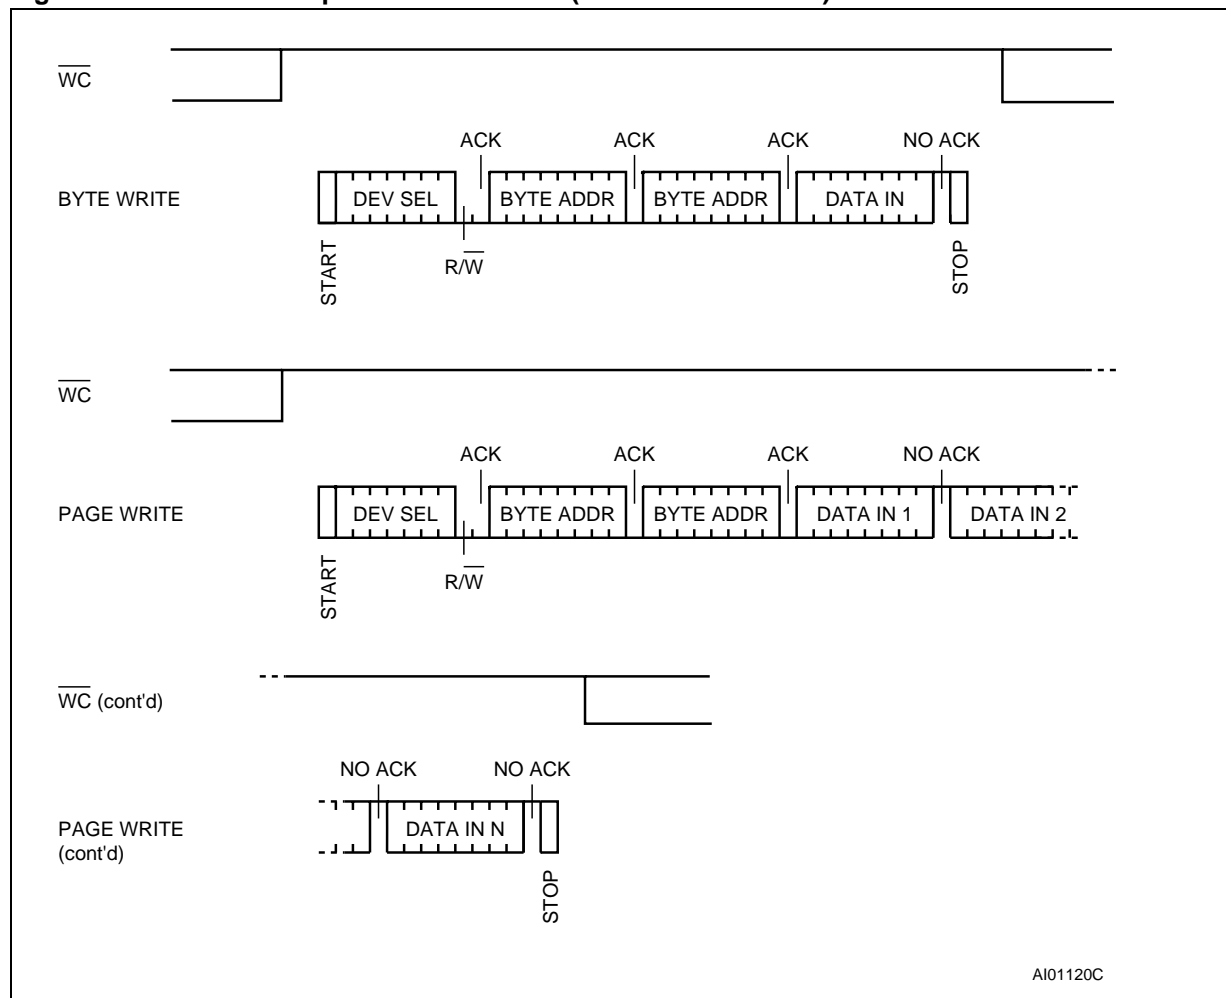 WC
ACK ACK ACK NO ACK
BYTE WRITE DEV SEL BYTE ADDR BYTE ADDR DATA IN
START R/W STOP
WC
ACK ACK ACK NO ACK
PAGE WRITE DEV SEL BYTE ADDR BYTE ADDR DATA IN 1 DATA IN 2
START R/W
WC (cont'd)
NO ACK NO ACK
PAGE WRITE DATA IN N
(cont'd)
STOP
AI01120C